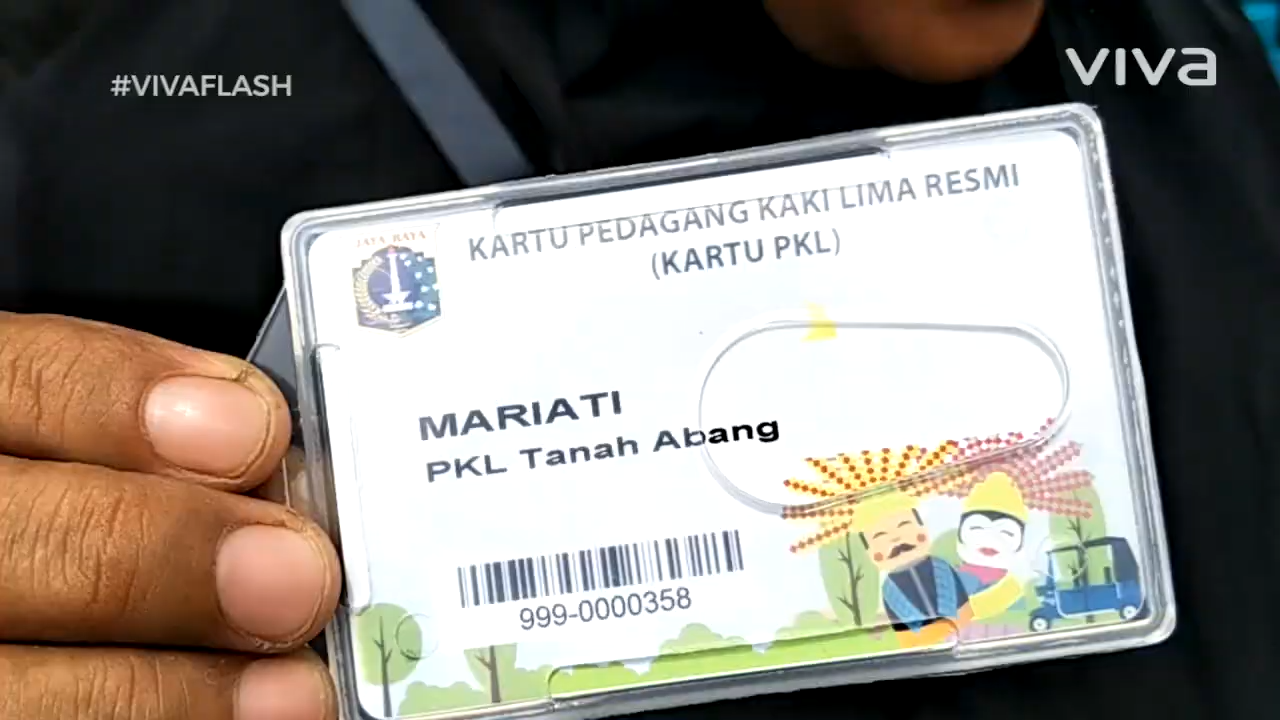 #VIVAFLASH
VIVA
JAYA RAYA
KARTU PEDAGANG KAKI LIMA RESMI
(KARTU PKL)
MARIATI
PKL Tanah Abang
999-0000358